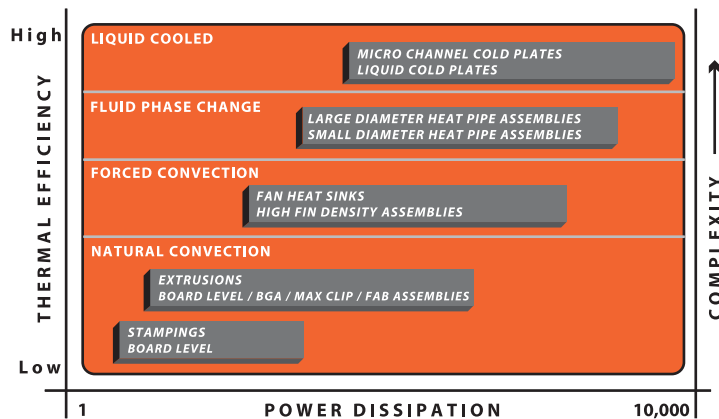 High
LIQUID COOLED
MICRO CHANNEL COLD PLATES
LIQUID COLD PLATES
FLUID PHASE CHANGE
LARGE DIAMETER HEAT PIPE ASSEMBLIES
SMALL DIAMETER HEAT PIPE ASSEMBLIES
FORCED CONVECTION
FAN HEAT SINKS
HIGH FIN DENSITY ASSEMBLIES
NATURAL CONVECTION
EXTRUSIONS
BOARD LEVEL / BGA / MAX CLIP / FAB ASSEMBLIES
STAMPINGS
BOARD LEVEL
Low
THERMAL EFFICIENCY
COMPLEXITY
1
POWER DISSIPATION
10,000